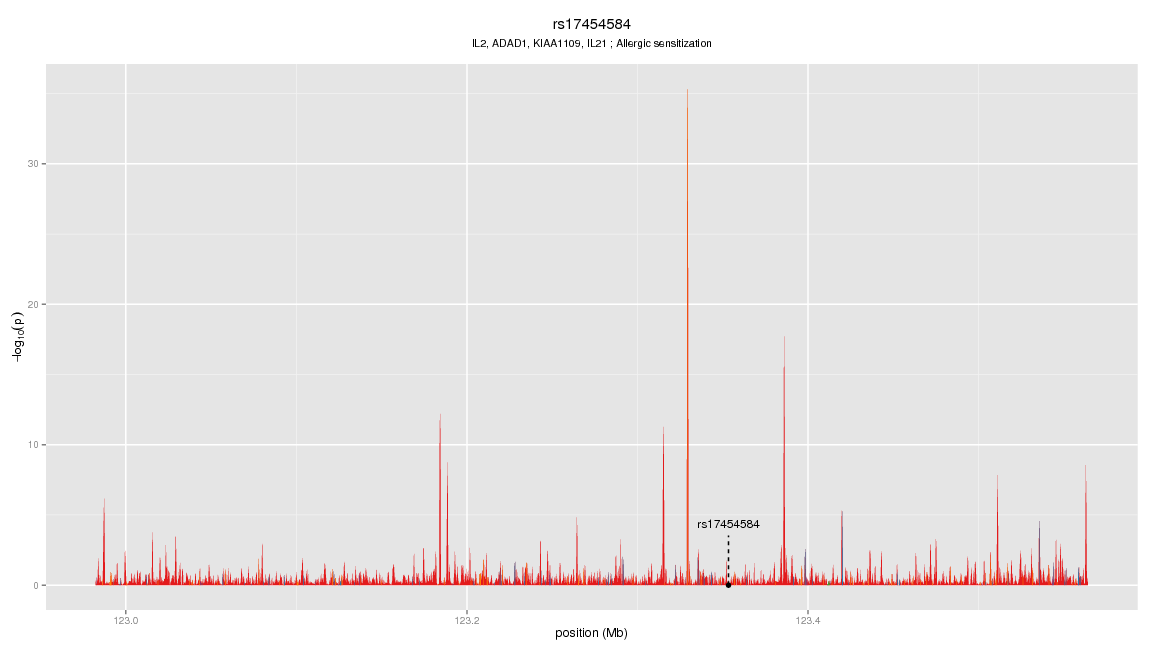 rs17454584
IL2, ADAD1, KIAA1109, IL21 ; Allergic sensitization
30
20
10
0
−log10(p)
rs17454584
123.0
123.2
123.4
position (Mb)